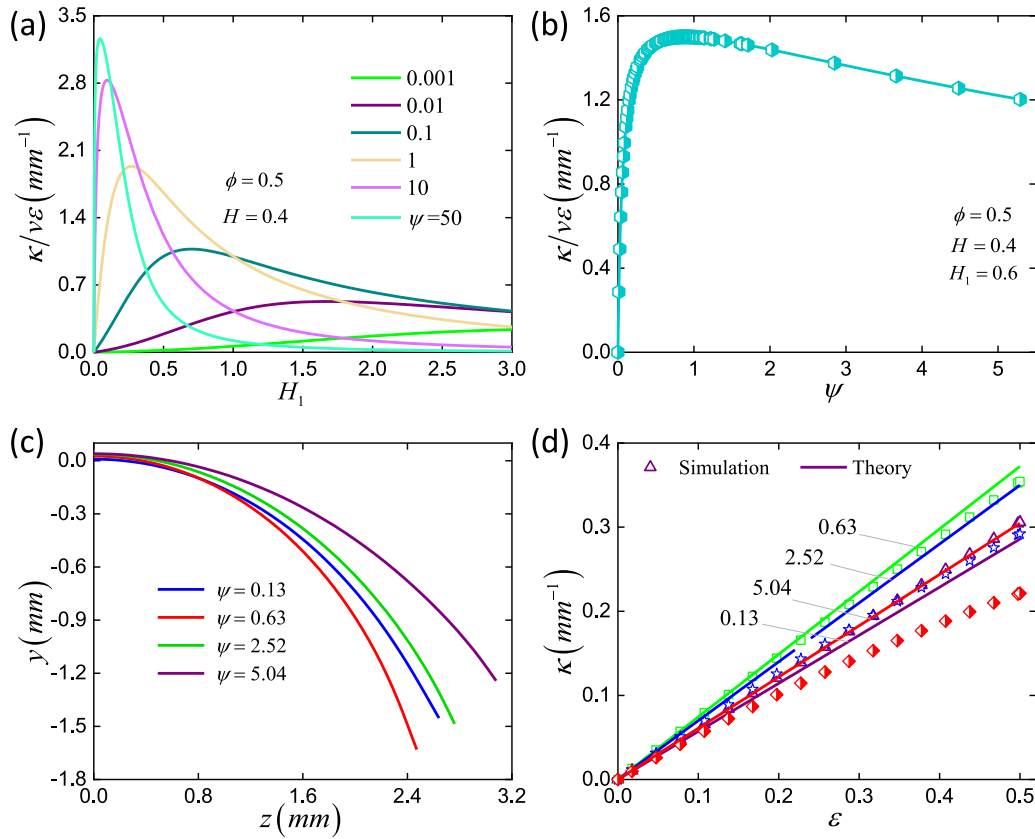 (a)
3.5
2.8
2.1
1.4
0.7
0.0
κ/νε(mm⁻¹)
0.001
0.01
0.1
1
10
ψ=50
ϕ = 0.5
H = 0.4
0.0 0.5 1.0 1.5 2.0 2.5 3.0
H₁
(b)
1.6
1.2
0.8
0.4
0.0
κ/νε(mm⁻¹)
ϕ = 0.5
H = 0.4
H₁ = 0.6
0 1 2 3 4 5
ψ
(c)
0.0
-0.3
-0.6
-0.9
-1.2
-1.5
-1.8
y(mm)
ψ = 0.13
ψ = 0.63
ψ = 2.52
ψ = 5.04
0.0 0.8 1.6 2.4 3.2
z(mm)
(d)
0.4
0.3
0.2
0.1
0.0
κ(mm⁻¹)
Simulation Theory
0.63
2.52
5.04
0.13
0.0 0.1 0.2 0.3 0.4 0.5
ε